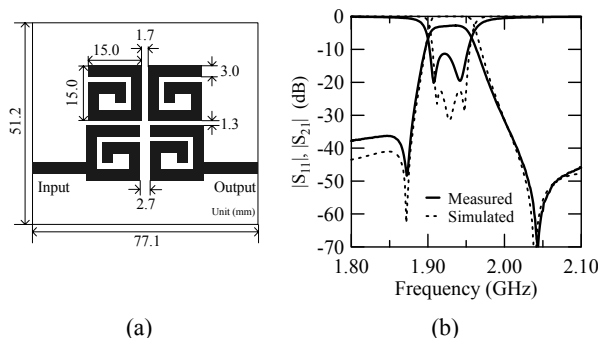 1.7
15.0
3.0
15.0
51.2
1.3
Input
Output
2.7
Unit (mm)
77.1
(a)
0
-10
-20
-30
-40
-50
-60
-70
|S11|, |S21| (dB)
Measured
Simulated
1.80
1.90
2.00
2.10
Frequency (GHz)
(b)